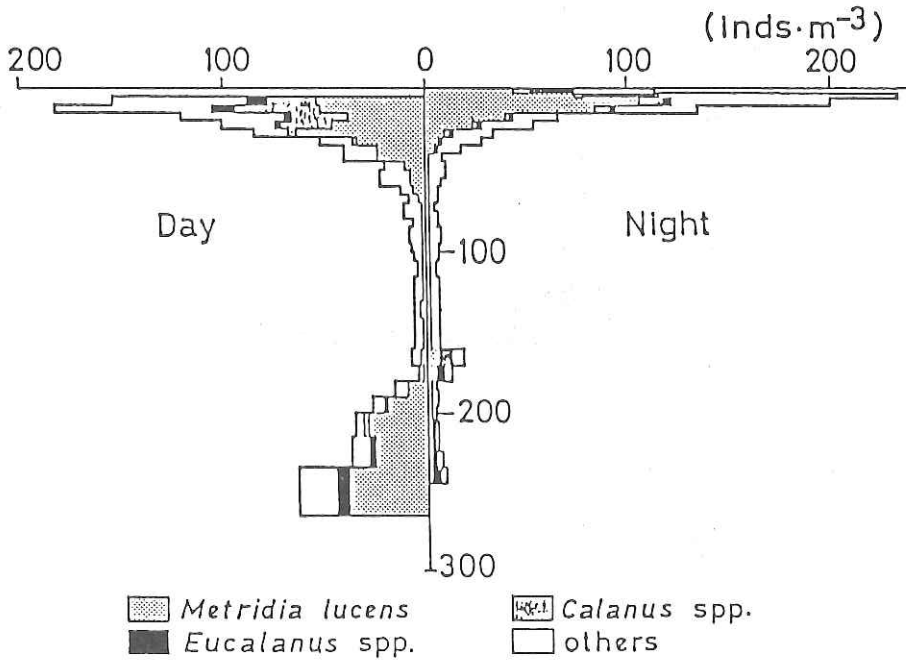 (Inds·m⁻³)
200 100 0 100 200
Day
Night
100
200
300
Metridia lucens
Calanus spp.
Eucalanus spp.
others